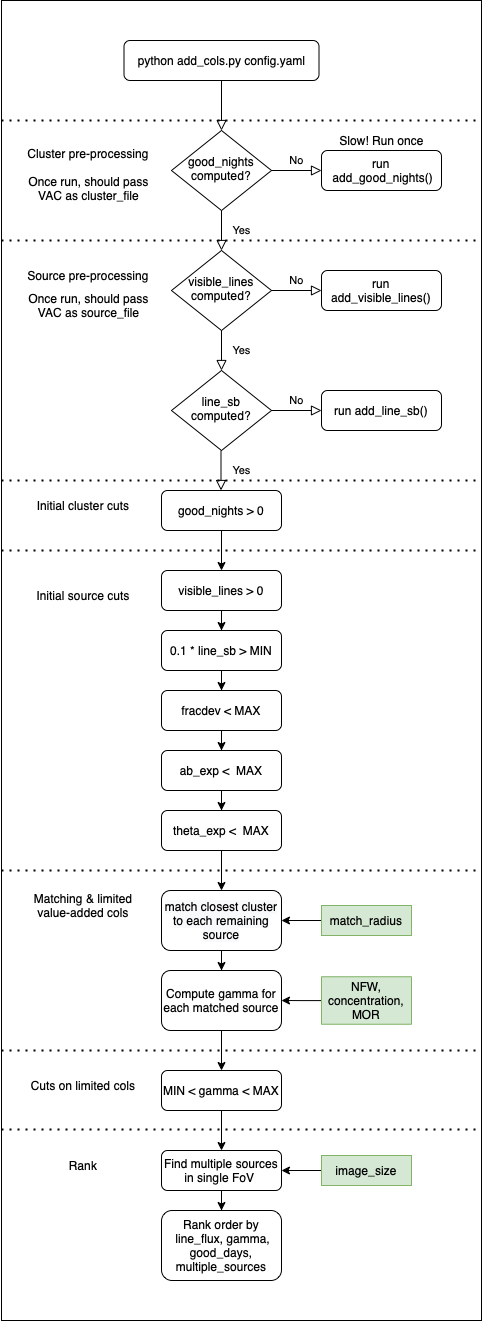 python add_cols.py config.yaml
Cluster pre-processing
Once run, should pass
VAC as cluster_file
good_nights
computed?
No
Slow! Run once
run
add_good_nights()
Yes
Source pre-processing
Once run, should pass
VAC as source_file
visible_lines
computed?
No
run
add_visible_lines()
Yes
line_sb
computed?
No
run add_line_sb()
Yes
Initial cluster cuts
good_nights > 0
Initial source cuts
visible_lines > 0
0.1 * line_sb > MIN
fracdev < MAX
ab_exp < MAX
theta_exp < MAX
Matching & limited
value-added cols
match closest cluster
to each remaining
source
match_radius
Compute gamma for
each matched source
NFW,
concentration,
MOR
Cuts on limited cols
MIN < gamma < MAX
Rank
Find multiple sources
in single FoV
image_size
Rank order by
line_flux, gamma,
good_days,
multiple_sources